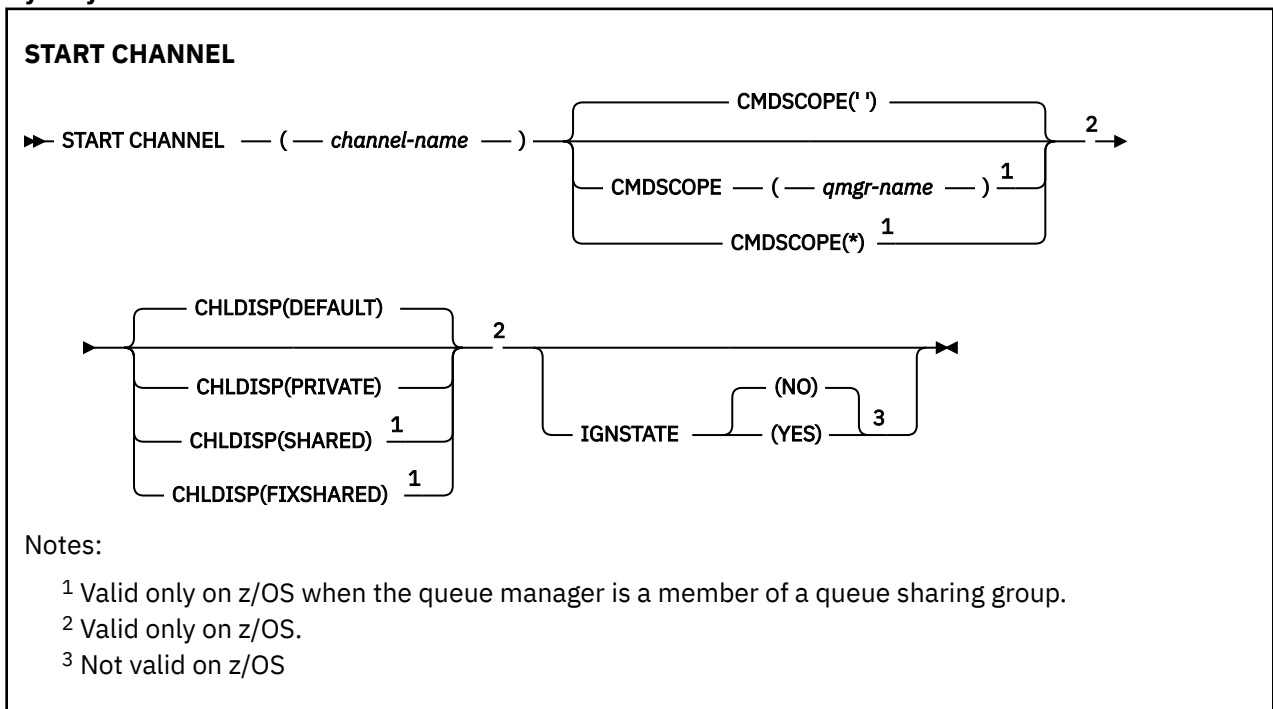 START CHANNEL
CMDSCOPE(' ')
START CHANNEL ( channel-name ) 2
CMDSCOPE ( qmgr-name ) 1
CMDSCOPE(*) 1
CHLDISP(DEFAULT)
2
CHLDISP(PRIVATE) (NO)
CHLDISP(SHARED) 1 IGNSTATE (YES) 3
CHLDISP(FIXSHARED) 1
Notes:
1 Valid only on z/OS when the queue manager is a member of a queue sharing group.
2 Valid only on z/OS.
3 Not valid on z/OS